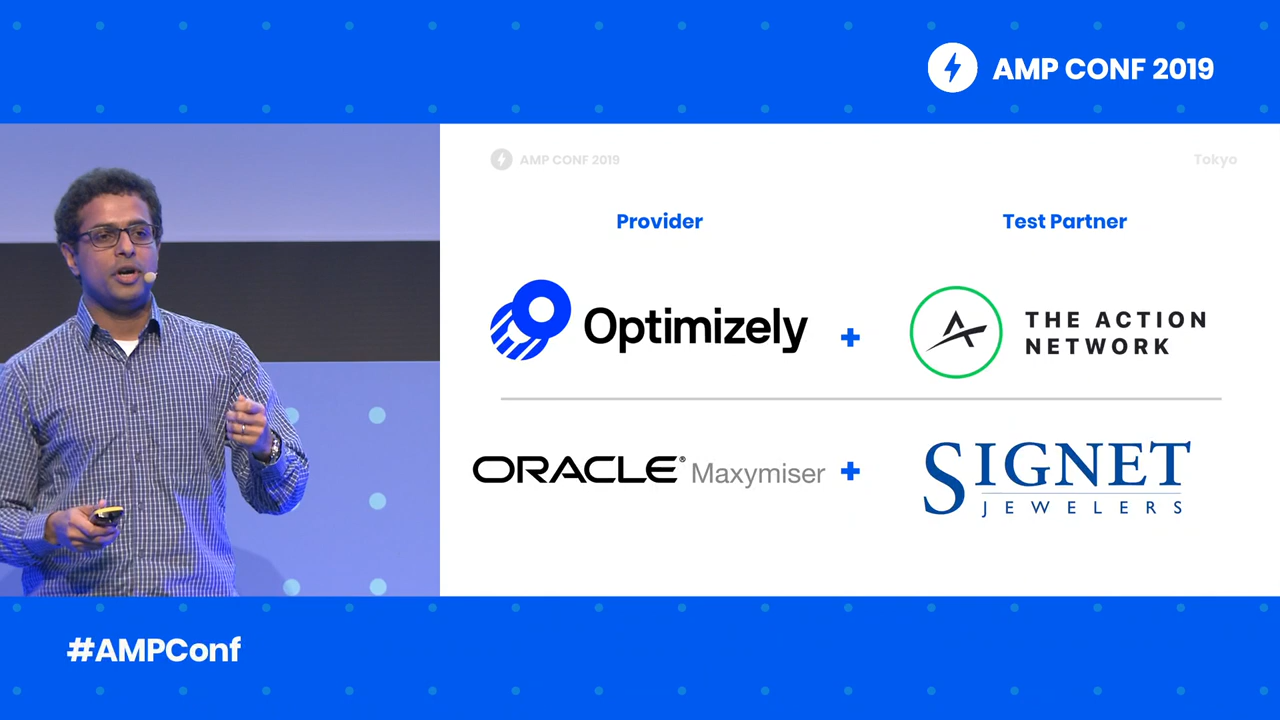 AMP CONF 2019
AMP CONF 2019
Tokyo
Provider
Test Partner
Optimizely
+
THE ACTION
NETWORK
ORACLE® Maxymiser
+
SIGNET
JEWELERS
#AMPConf